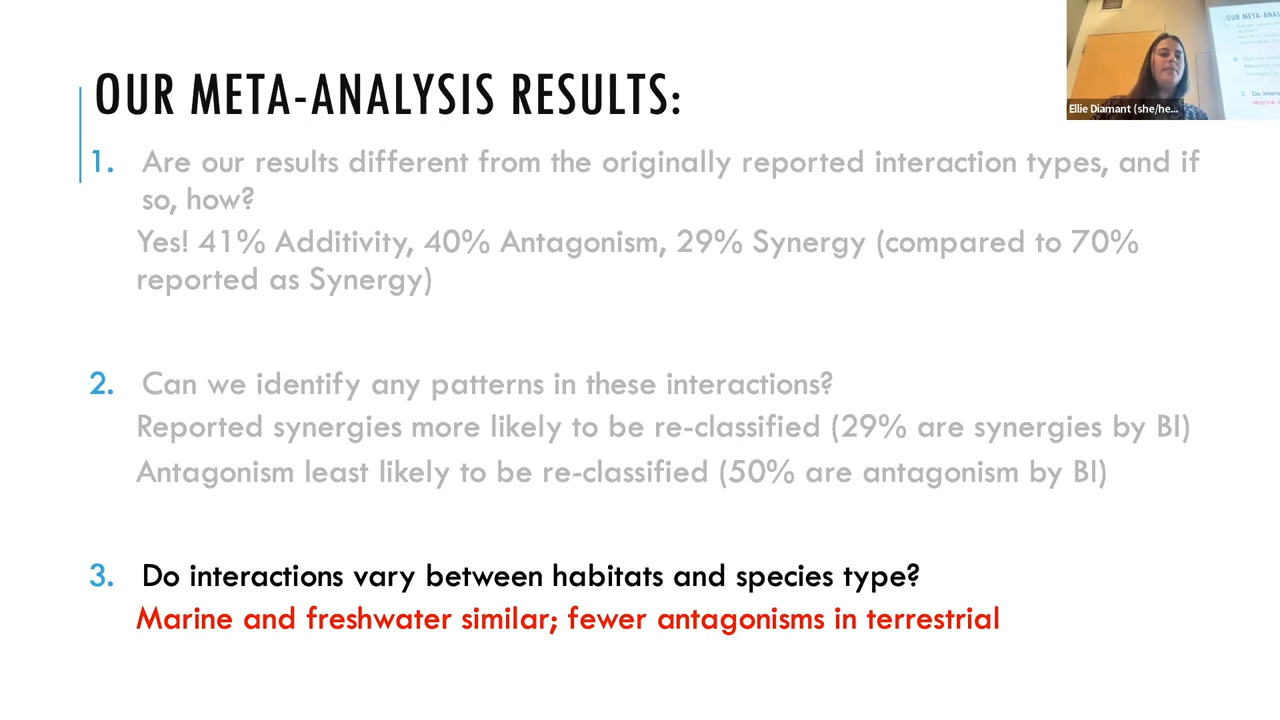 OUR META-ANALYSIS RESULTS:
Ellie Diamant (she/he...
1. Are our results different from the originally reported interaction types, and if
so, how?
Yes! 41% Additivity, 40% Antagonism, 29% Synergy (compared to 70%
reported as Synergy)
2. Can we identify any patterns in these interactions?
Reported synergies more likely to be re-classified (29% are synergies by BI)
Antagonism least likely to be re-classified (50% are antagonism by BI)
3. Do interactions vary between habitats and species type?
Marine and freshwater similar; fewer antagonisms in terrestrial